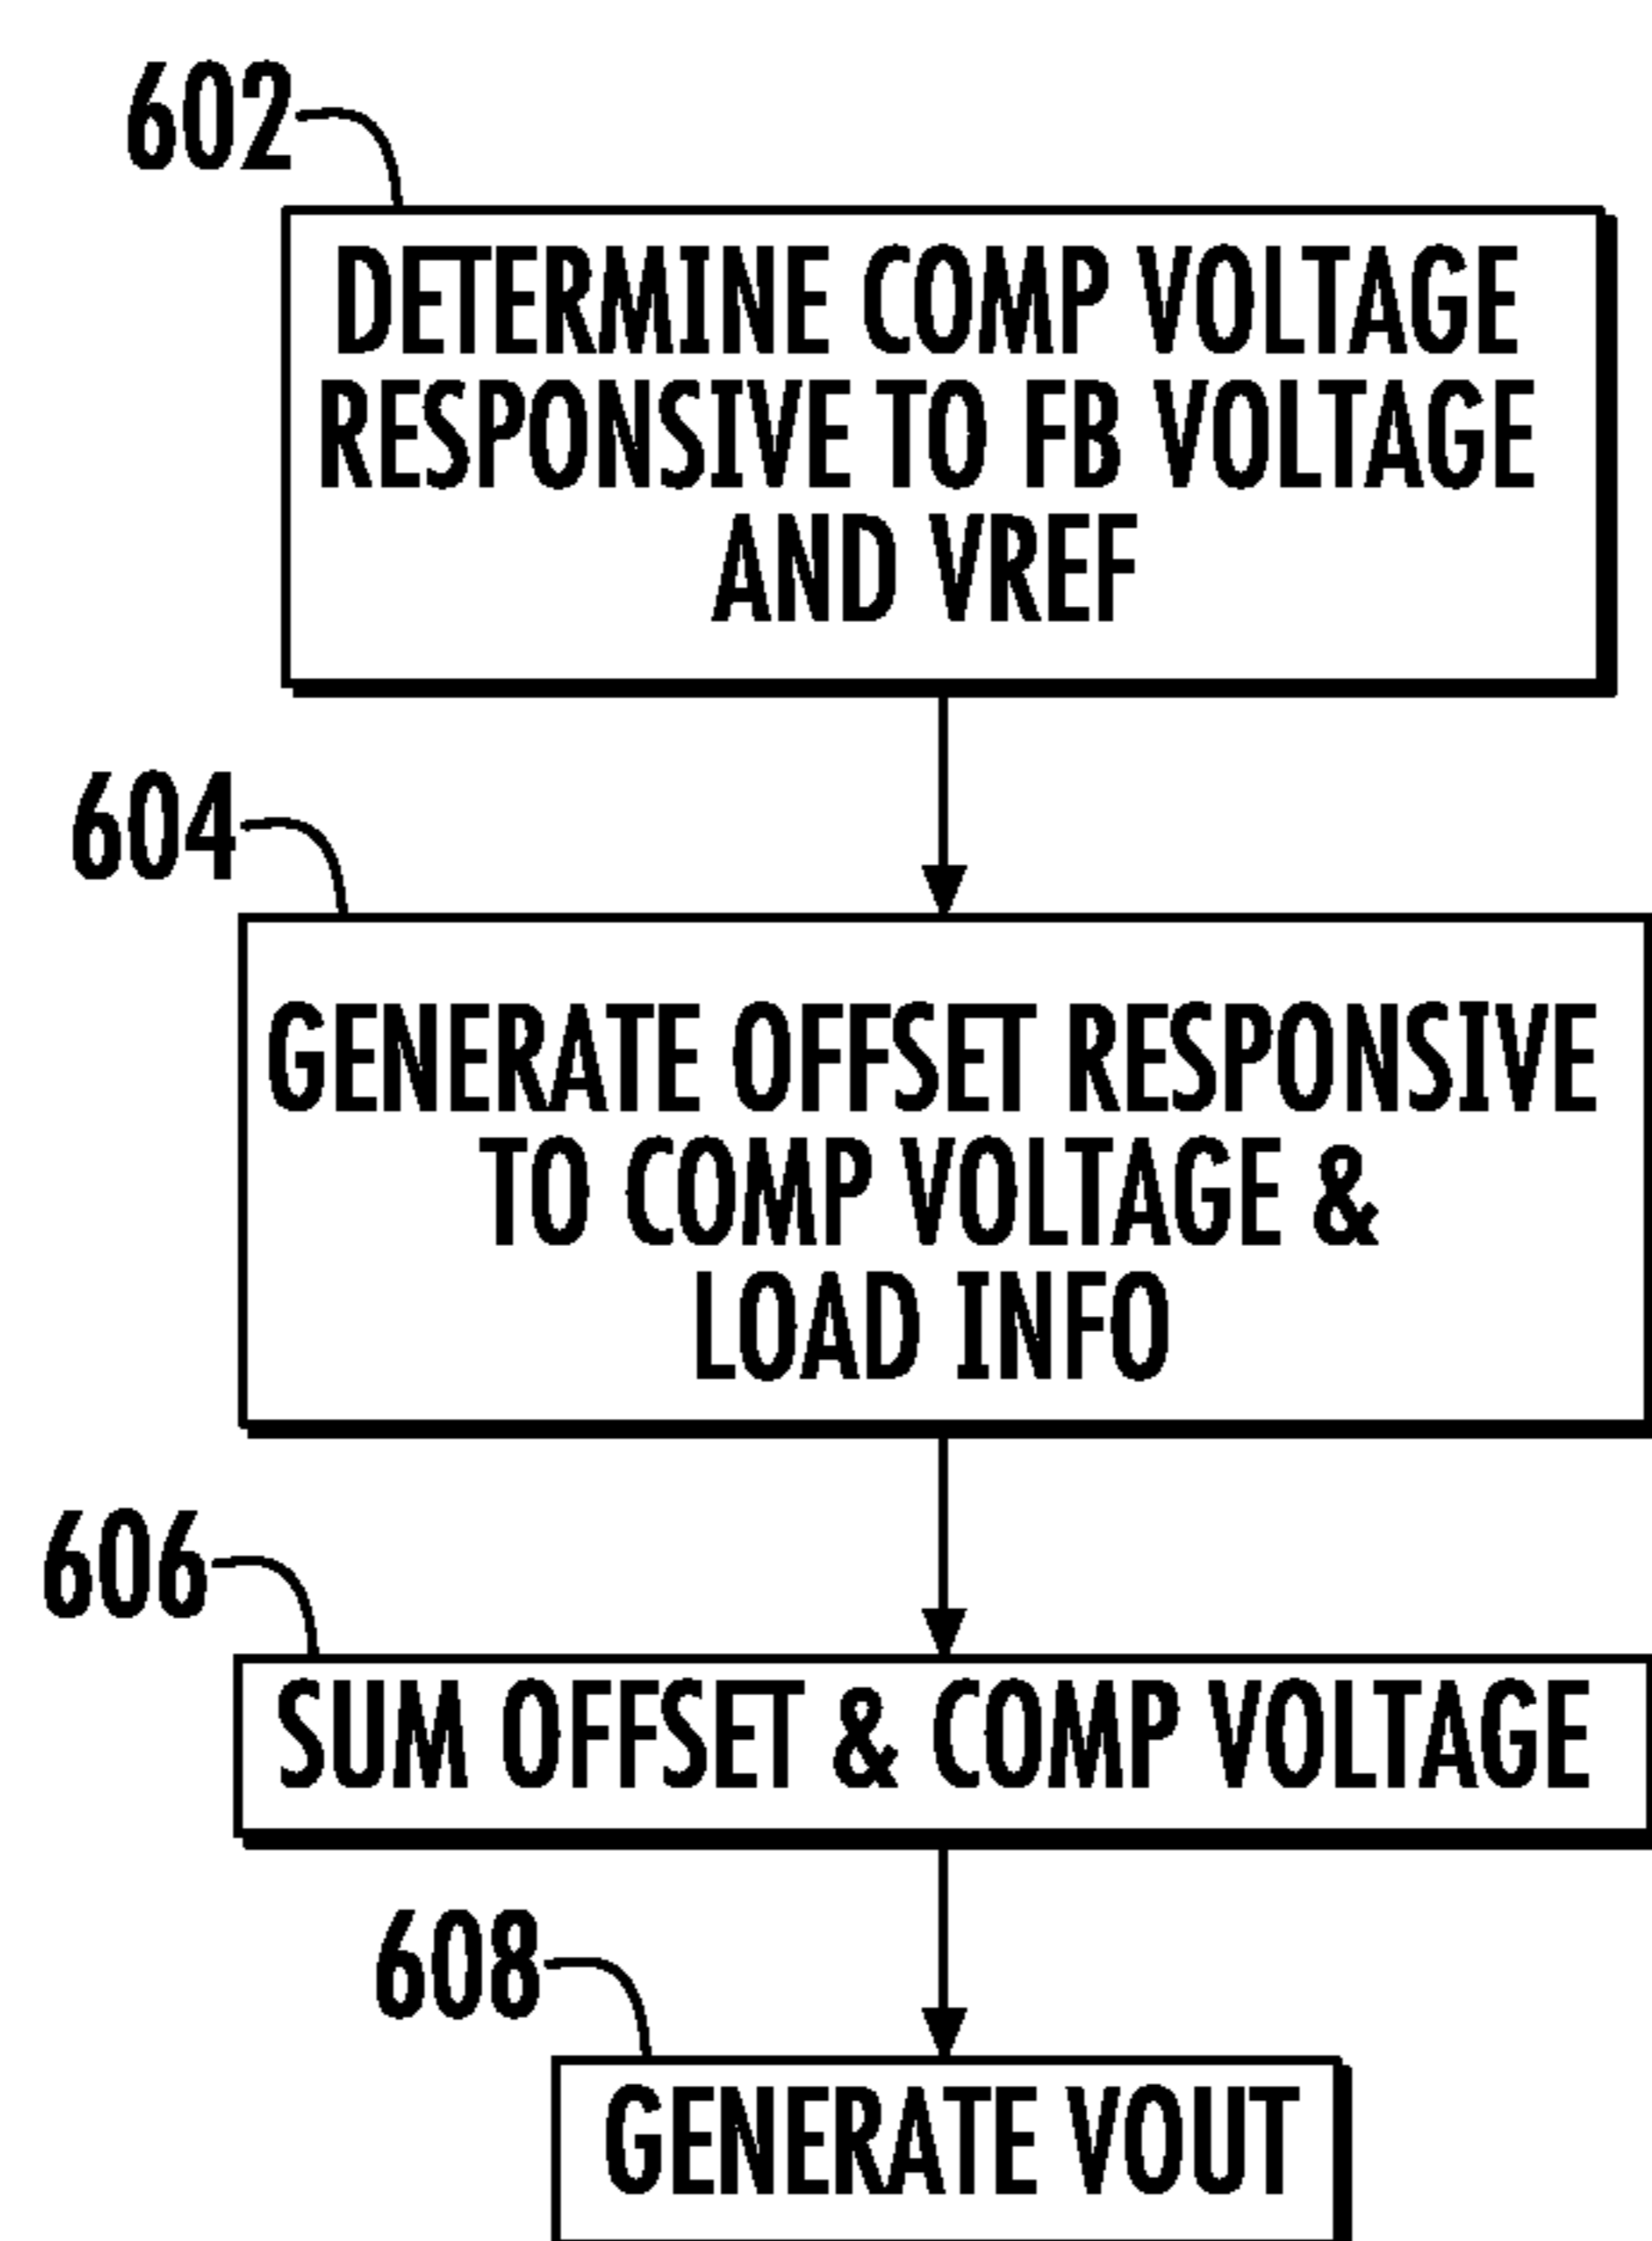 602
DETERMINE COMP VOLTAGE
RESPONSIVE TO FB VOLTAGE
AND VREF
604
GENERATE OFFSET RESPONSIVE
TO COMP VOLTAGE &
LOAD INFO
606
SUM OFFSET & COMP VOLTAGE
608
GENERATE VOUT